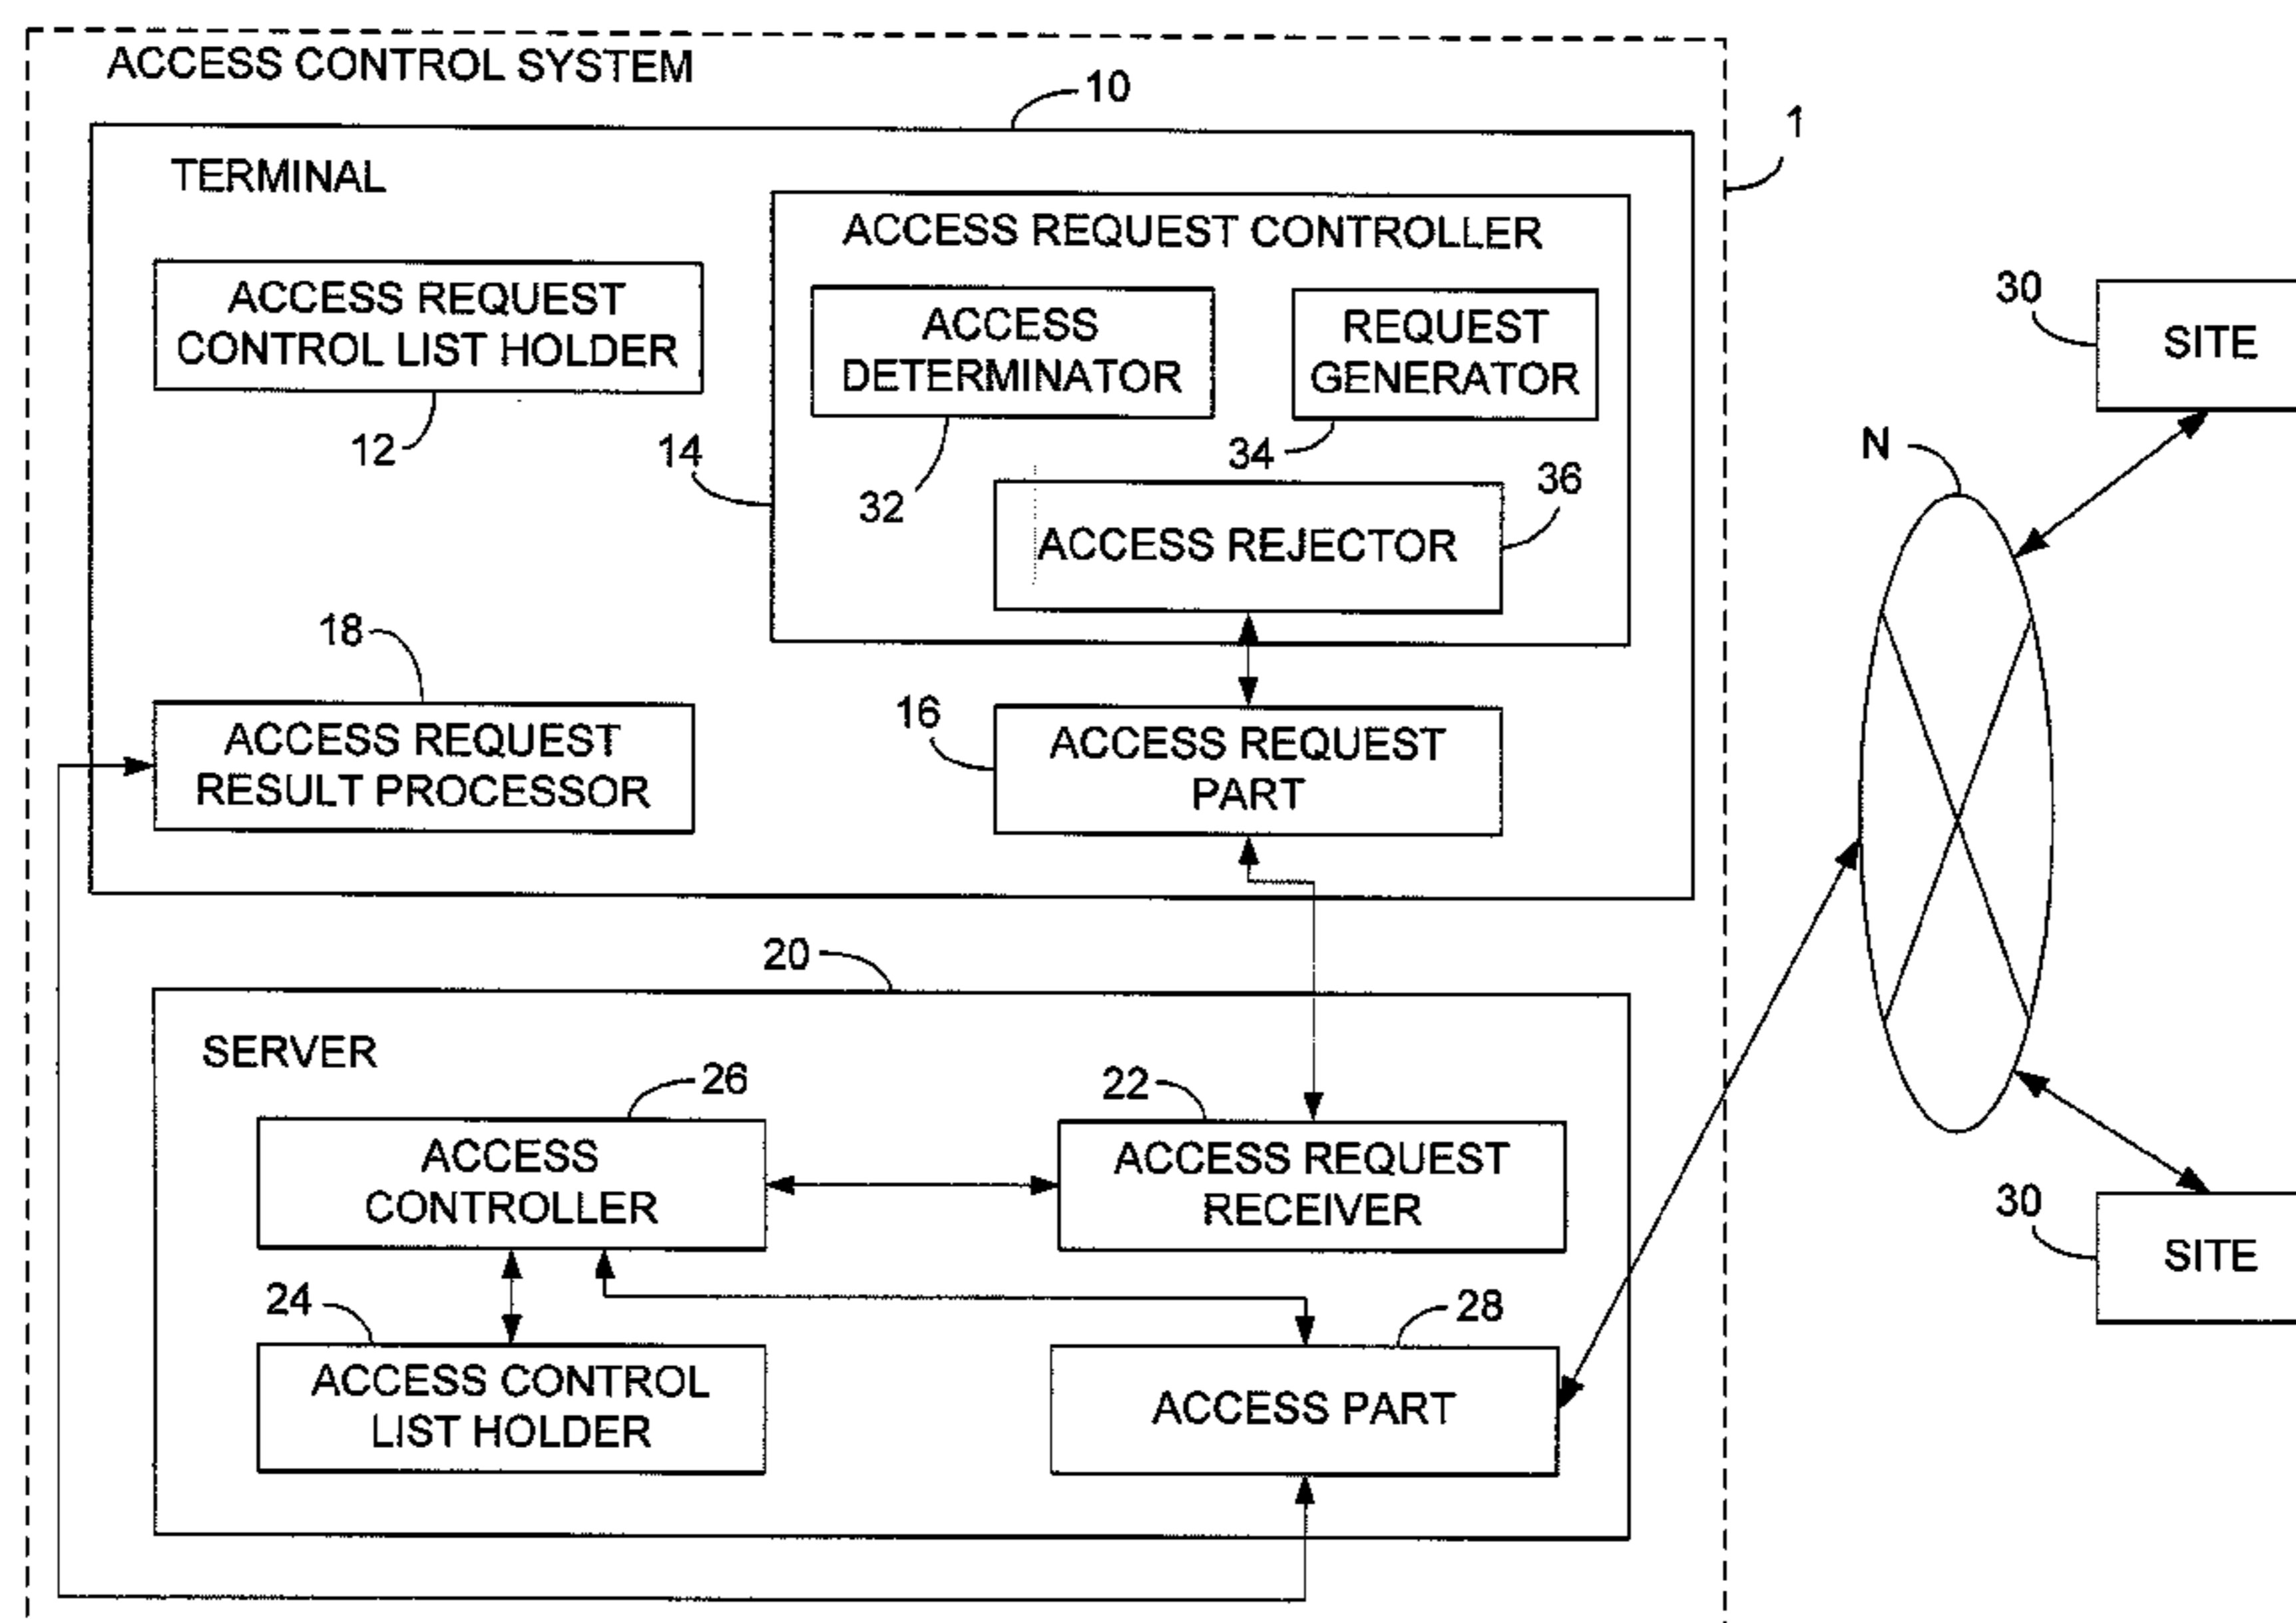 ACCESS CONTROL SYSTEM
10
1
TERMINAL
ACCESS REQUEST CONTROLLER
ACCESS REQUEST
CONTROL LIST HOLDER
12
ACCESS
DETERMINATOR
32
REQUEST
GENERATOR
34
14
36
ACCESS REJECTOR
18
ACCESS REQUEST
RESULT PROCESSOR
16
ACCESS REQUEST
PART
20
SERVER
26
ACCESS
CONTROLLER
22
ACCESS REQUEST
RECEIVER
24
ACCESS CONTROL
LIST HOLDER
28
ACCESS PART
N
30
SITE
30
SITE